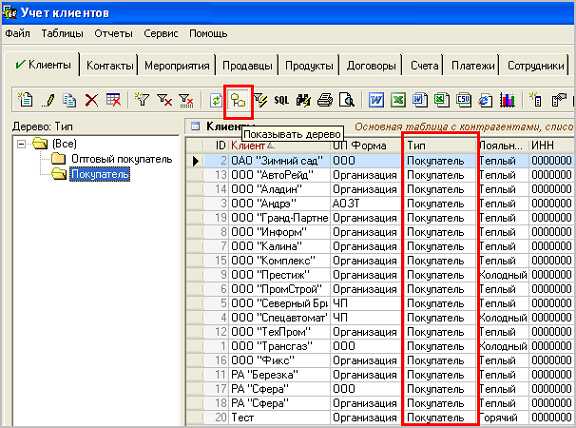 Учет клиентов
Файл Таблицы Отчеты Сервис Помощь
Клиенты Контакты Мероприятия Продавцы Продукты Договоры Счета Платежи Сотрудники
SQL
Показывать дерево
Дерево: Тип
(Все)
Оптовый покупатель
Покупатель
Клиенты Основная таблица с контрагентами, списо
ID Клиент ОП Форма Тип Лояльн... ИНН
2 ОАО "Зимний сад" ООО Покупатель Теплый 0000000
13 ООО "АвтоРейд" Организация Покупатель Теплый 0000000
14 ООО "Аладин" Организация Покупатель Теплый 0000000
3 ООО "Андрэ" АОЗТ Покупатель Теплый 0000000
19 ООО "Гранд-Партне Организация Покупатель Теплый 0000000
8 ООО "Информ" Организация Покупатель Теплый 0000000
7 ООО "Калина" Организация Покупатель Теплый 0000000
15 ООО "Комплекс" Организация Покупатель Теплый 0000000
9 ООО "Престиж" Организация Покупатель Холодный 0000000
6 ООО "ПромСтрой" Организация Покупатель Теплый 0000000
5 ООО "Северный Бри ЧП Покупатель Теплый 0000000
4 ООО "Спецавтомат" ЧП Покупатель Холодный 0000000
12 ООО "ТехПром" Организация Покупатель Теплый 0000000
1 ООО "Трансгаз" ООО Покупатель Холодный 0000000
16 ООО "Фикс" Организация Покупатель Теплый 0000000
11 РА "Березка" Организация Покупатель Теплый 0000000
17 РА "Сфера" ООО Покупатель Теплый 0000000
18 РА "Сфера" Организация Покупатель Теплый 0000000
20 Тест Организация Покупатель Горячий 0000000